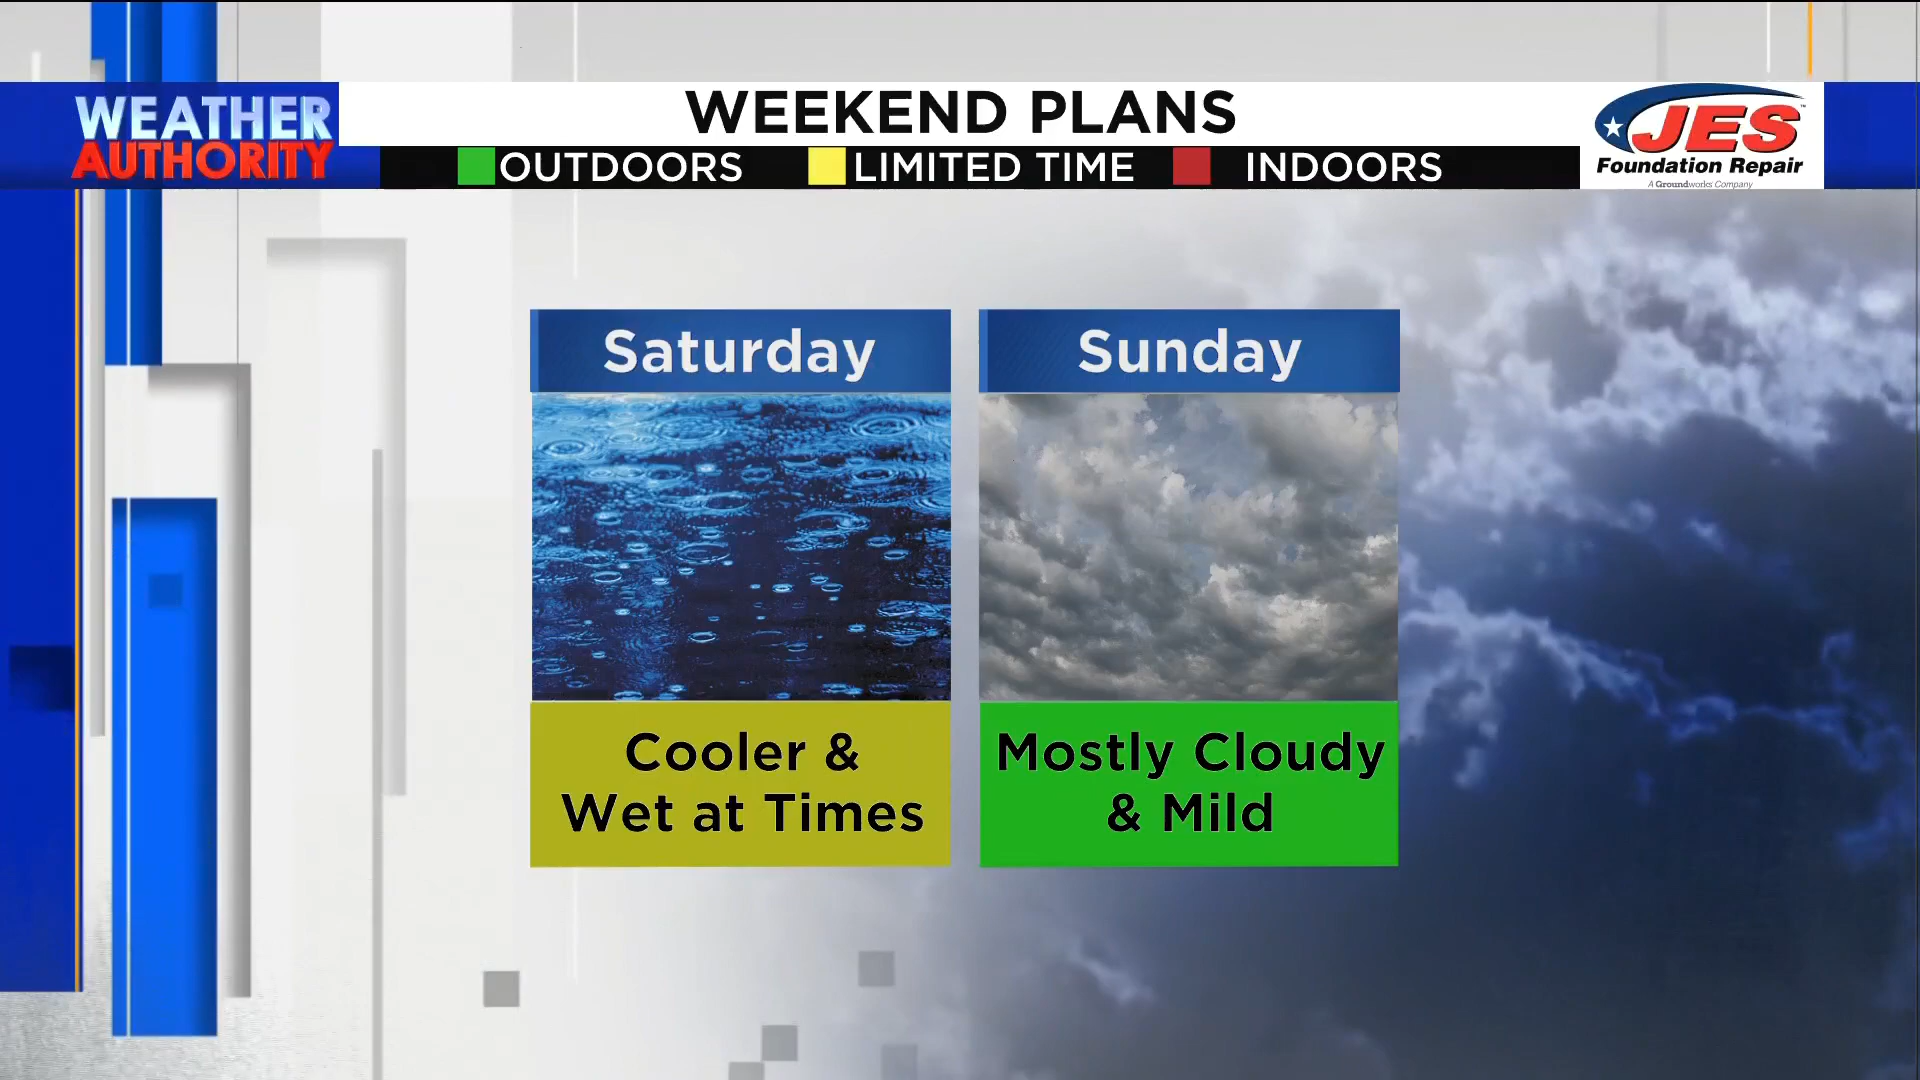 WEATHER
AUTHORITY
WEEKEND PLANS
OUTDOORS LIMITED TIME INDOORS
JES™
Foundation Repair
A Groundworks Company
Saturday
Cooler &
Wet at Times
Sunday
Mostly Cloudy
& Mild